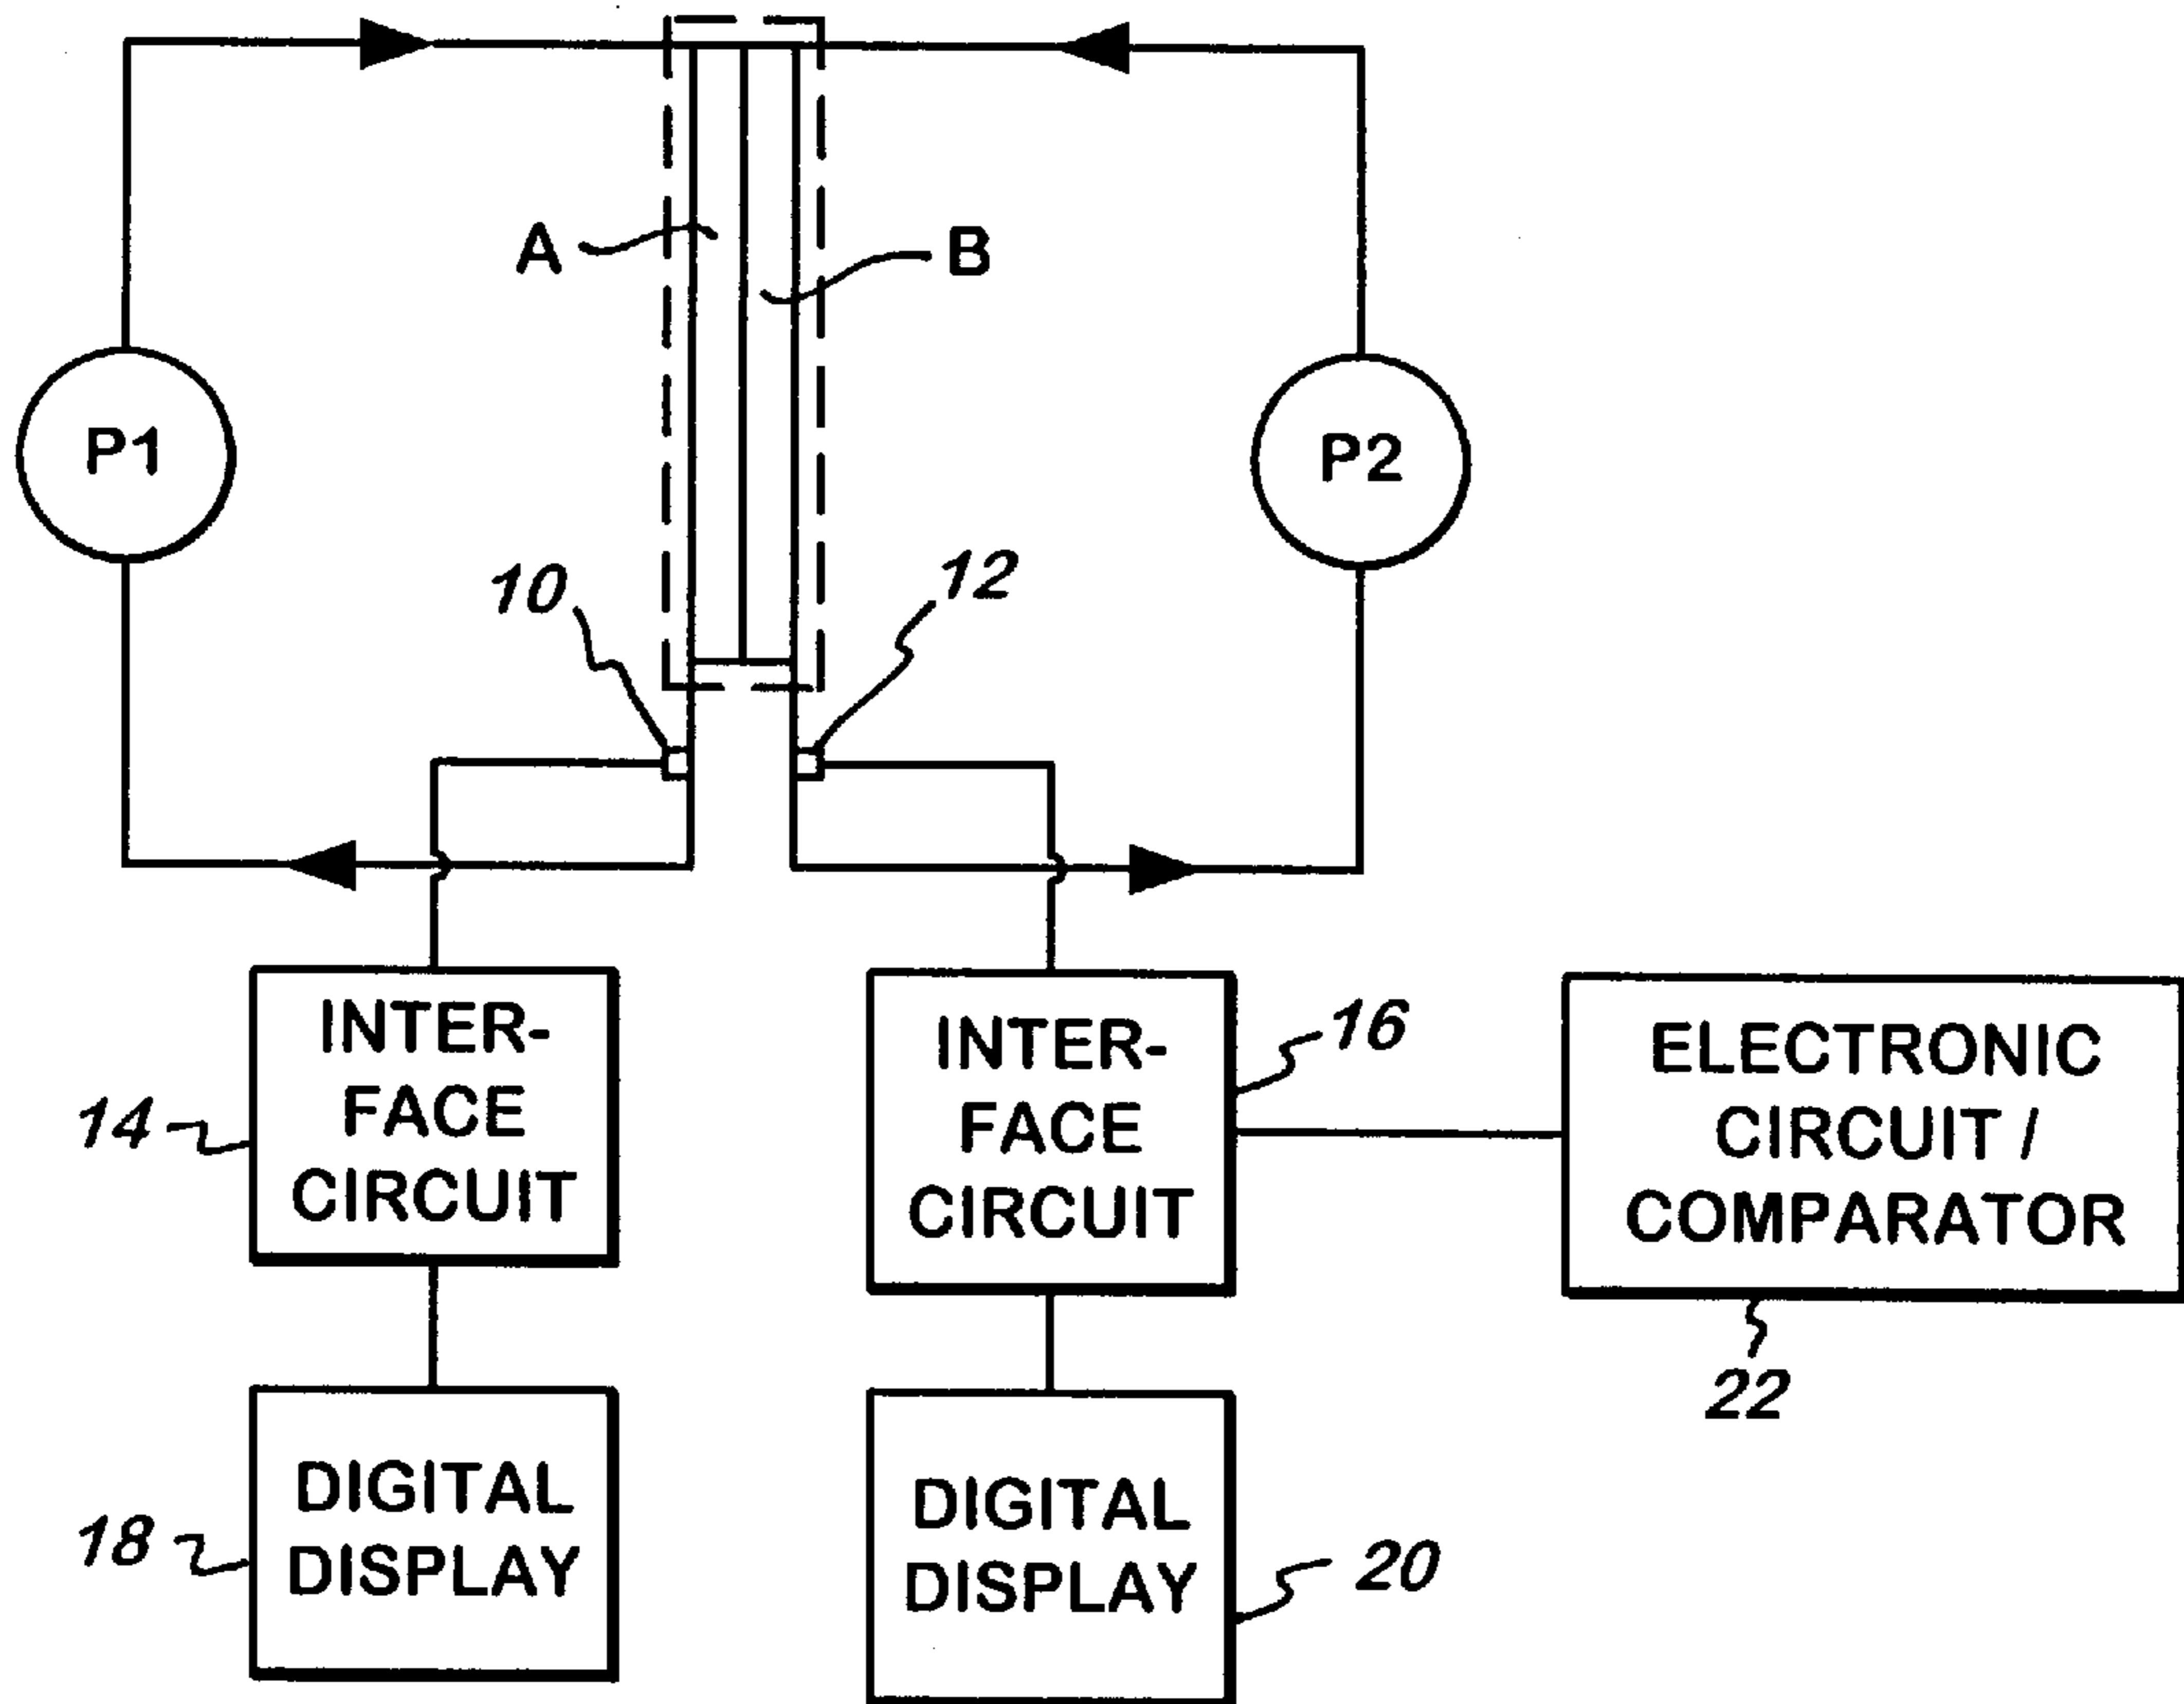 A
B
P1
P2
10
12
INTER-
FACE
CIRCUIT
14
INTER-
FACE
CIRCUIT
16
ELECTRONIC
CIRCUIT /
COMPARATOR
22
DIGITAL
DISPLAY
18
DIGITAL
DISPLAY
20